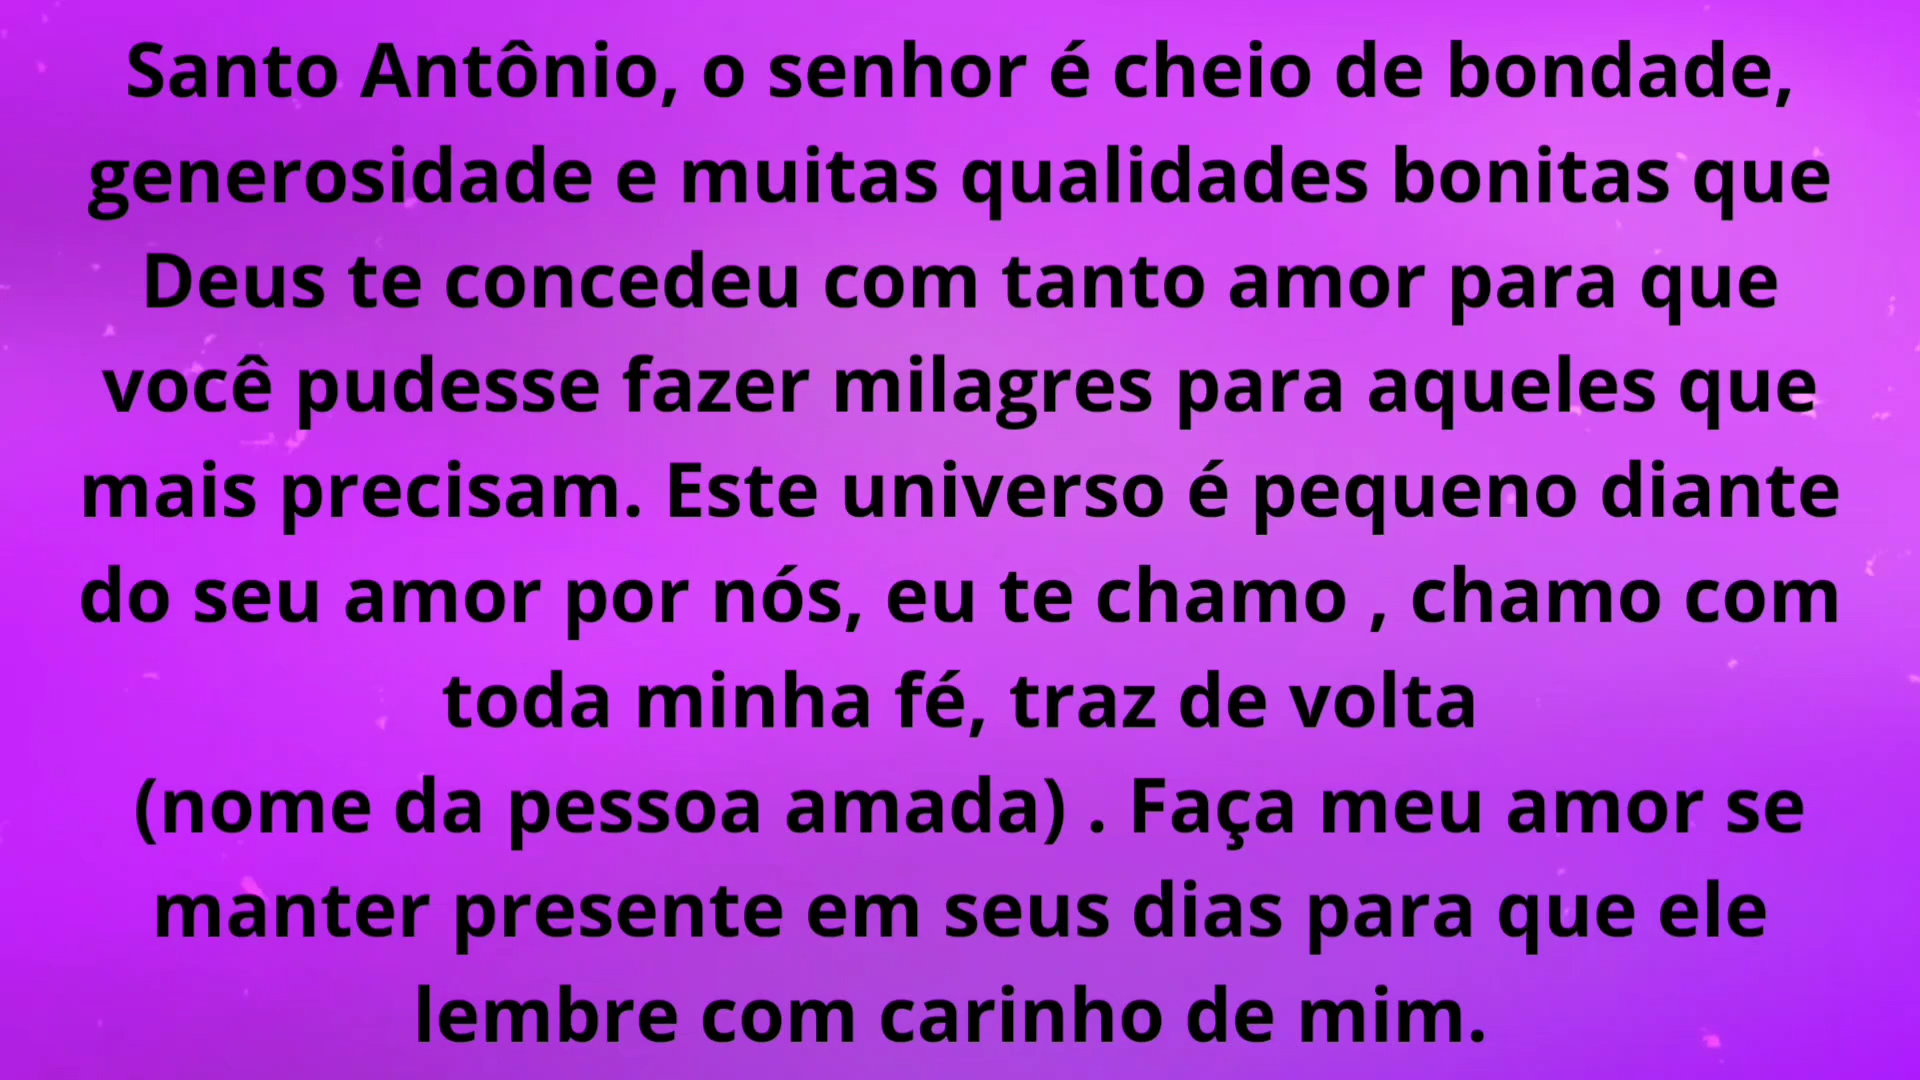 Santo Antônio, o senhor é cheio de bondade,
generosidade e muitas qualidades bonitas que
Deus te concedeu com tanto amor para que
você pudesse fazer milagres para aqueles que
mais precisam. Este universo é pequeno diante
do seu amor por nós, eu te chamo , chamo com
toda minha fé, traz de volta
(nome da pessoa amada) . Faça meu amor se
manter presente em seus dias para que ele
lembre com carinho de mim.